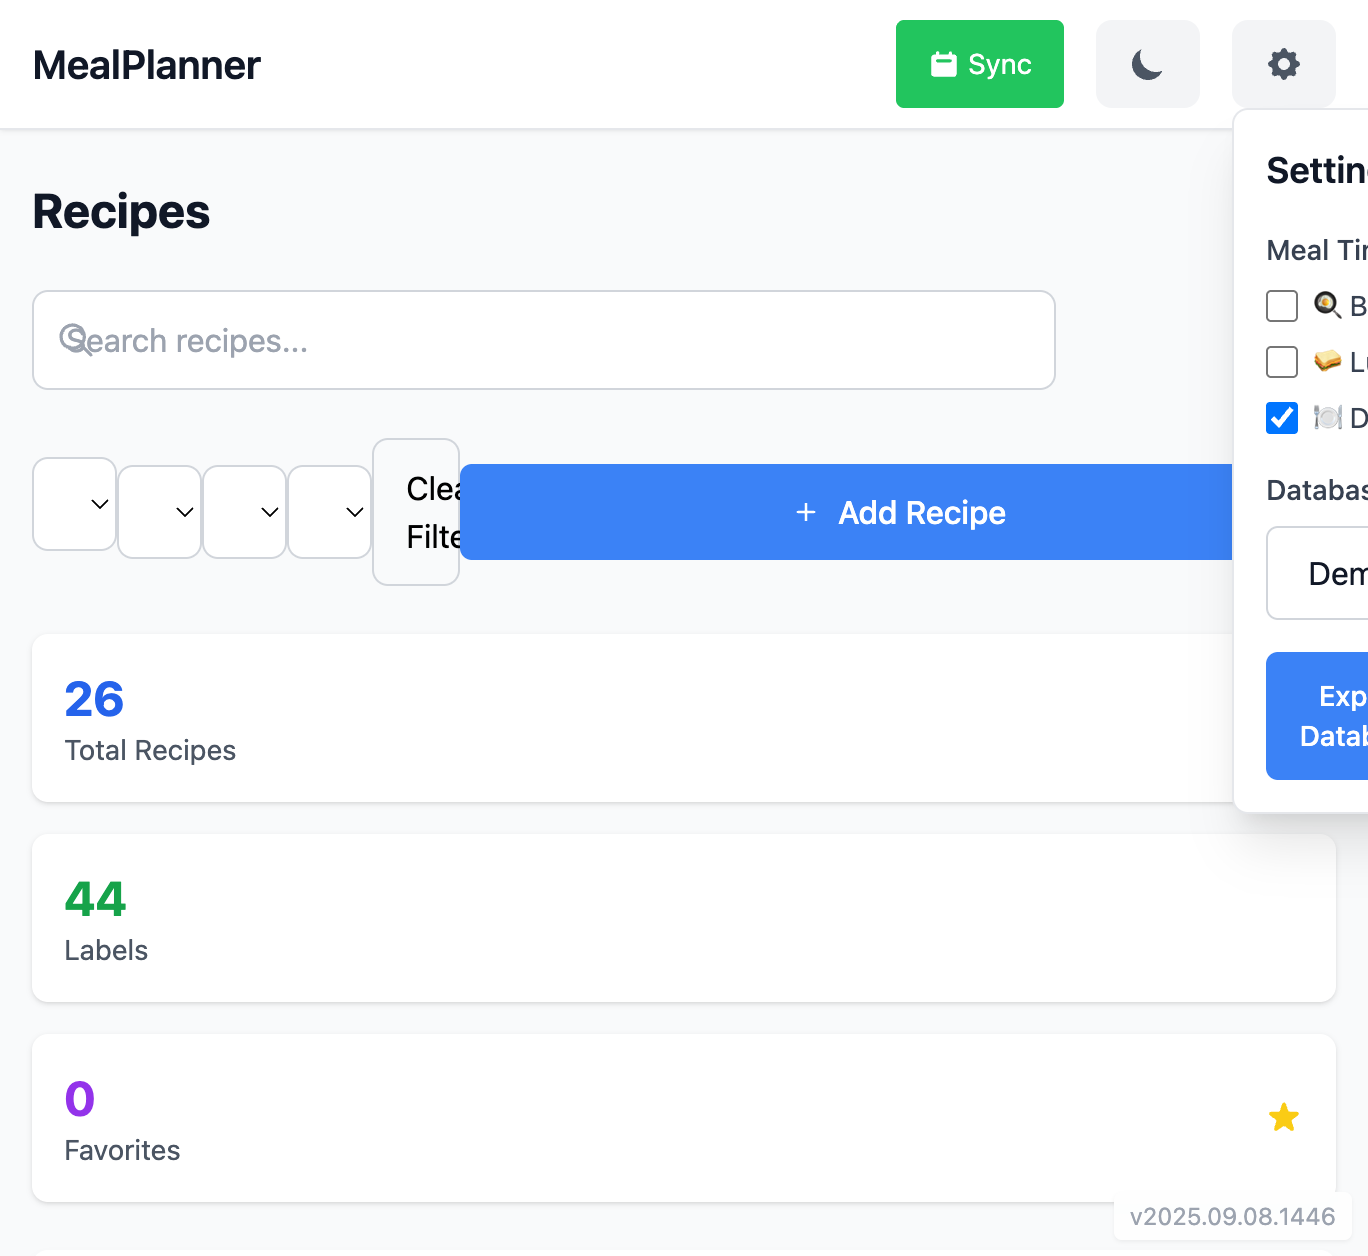 MealPlanner
Sync
Settin
Meal Ti
B
L
D
Databas
Dem
Exp
Datab
Recipes
Search recipes...
Clea
Filte
+ Add Recipe
26
Total Recipes
44
Labels
0
Favorites
v2025.09.08.1446